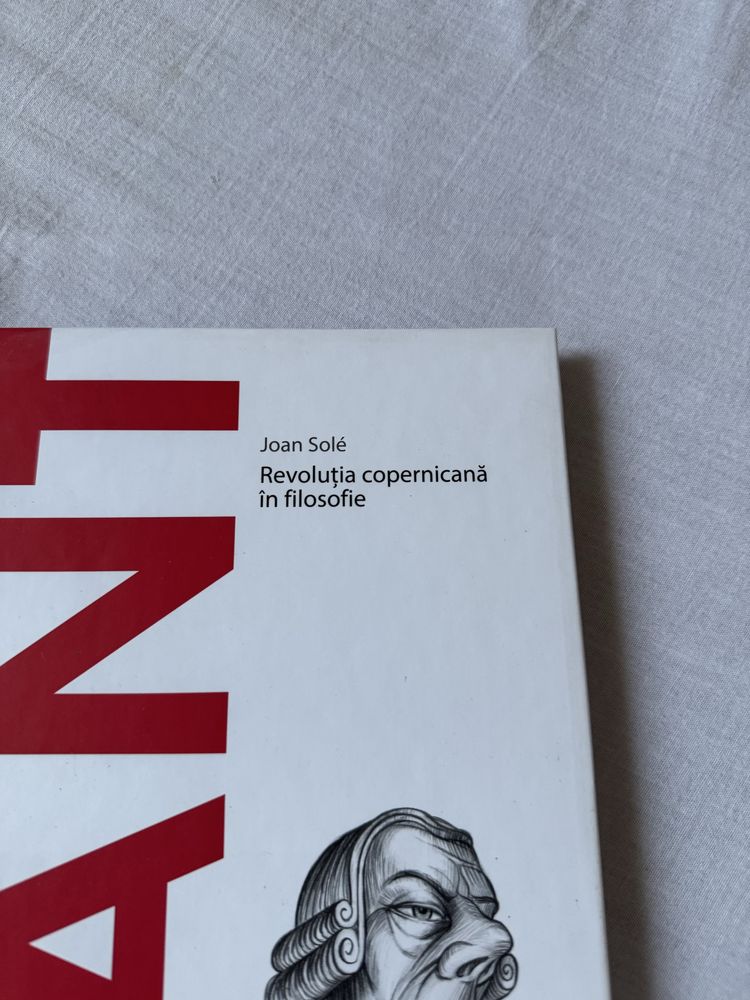 ANT
Joan Solé
Revoluția copernicană
în filosofie